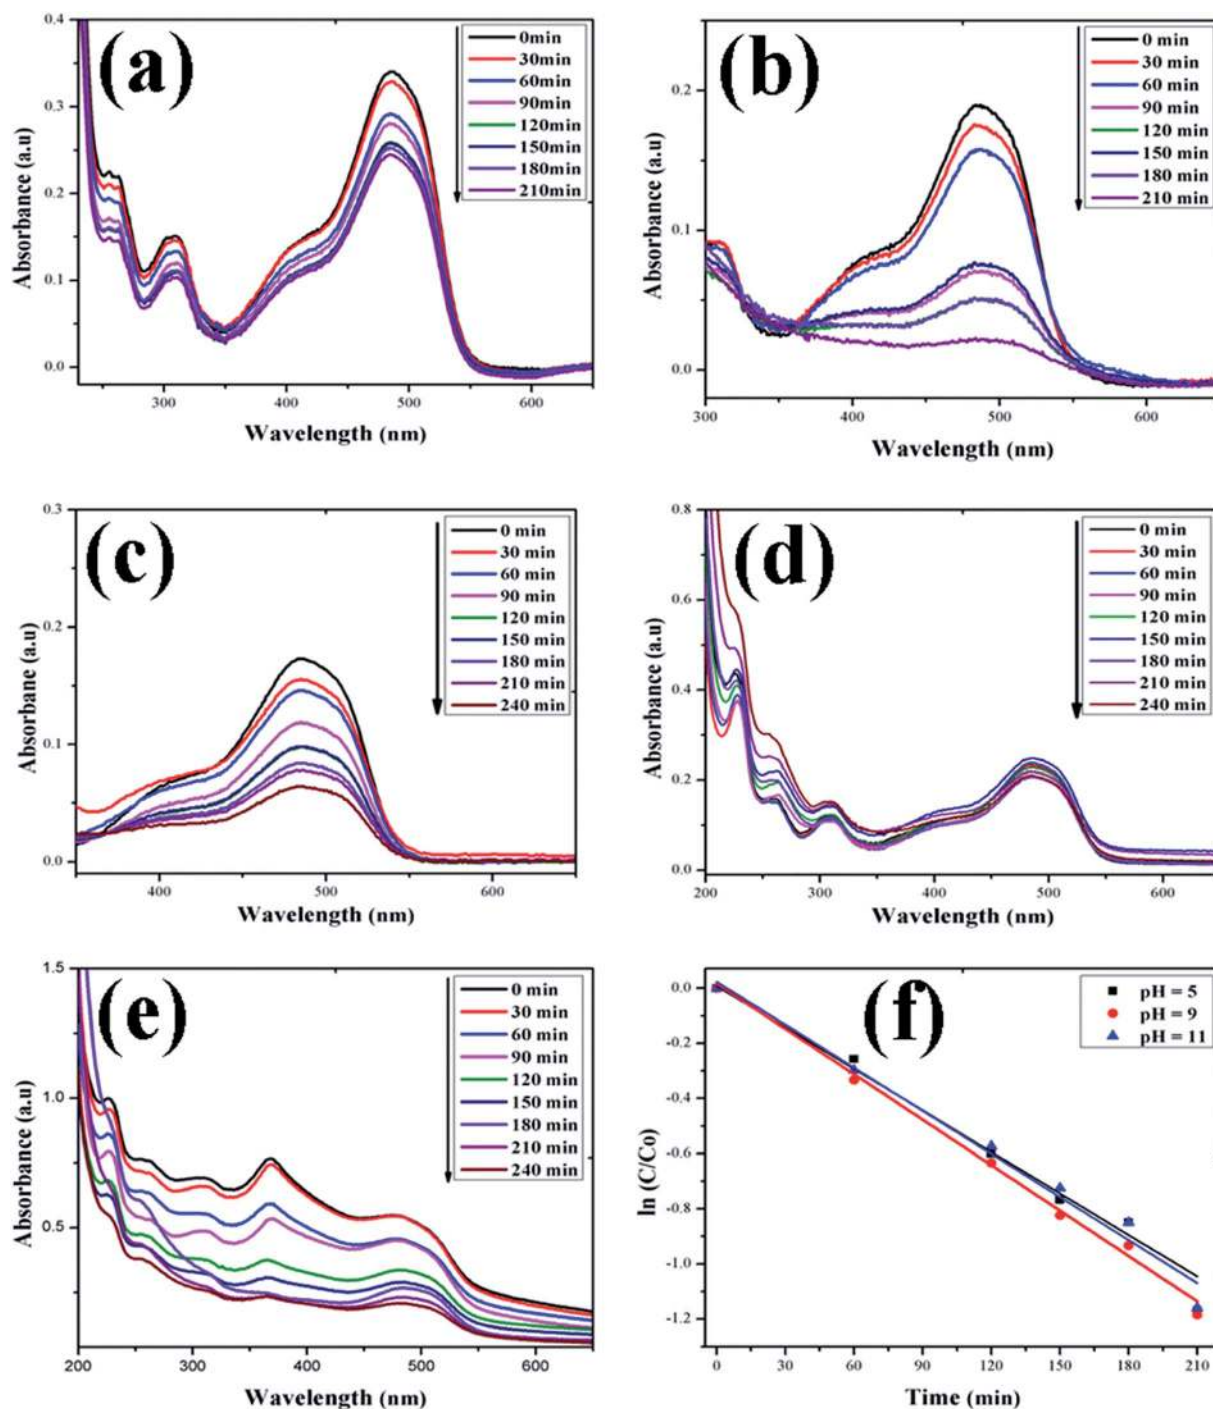 (a)
Absorbance (a.u)
0.4
0.3
0.2
0.1
0.0
0min
30min
60min
90min
120min
150min
180min
210min
300 400 500 600
Wavelength (nm)
(b)
Absorbance (a.u)
0.2
0.1
0.0
0 min
30 min
60 min
90 min
120 min
150 min
180 min
210 min
300 400 500 600
Wavelength (nm)
(c)
Absorbane (a.u)
0.3
0.2
0.1
0.0
0 min
30 min
60 min
90 min
120 min
150 min
180 min
210 min
240 min
400 500 600
Wavelength (nm)
(d)
Absorbance (a.u)
0.8
0.6
0.4
0.2
0.0
0 min
30 min
60 min
90 min
120 min
150 min
180 min
210 min
240 min
200 300 400 500 600
Wavelength (nm)
(e)
Absorbance (a.u)
1.5
1.0
0.5
0 min
30 min
60 min
90 min
120 min
150 min
180 min
210 min
240 min
200 300 400 500 600
Wavelength (nm)
(f)
ln (C/Co)
0.0
-0.2
-0.4
-0.6
-0.8
-1.0
-1.2
pH = 5
pH = 9
pH = 11
0 30 60 90 120 150 180 210
Time (min)